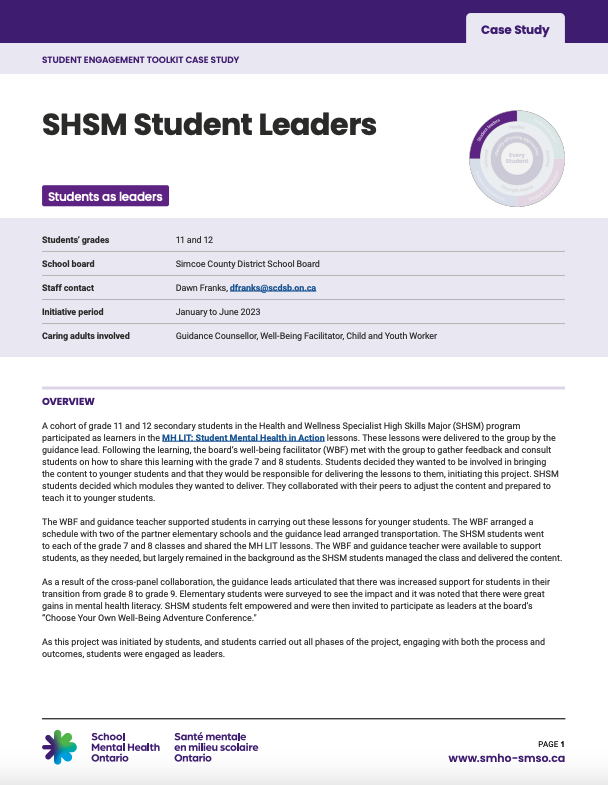 Case Study
STUDENT ENGAGEMENT TOOLKIT CASE STUDY
SHSM Student Leaders
Student leaders
Every
Student
Students as leaders
Students' grades 11 and 12
School board Simcoe County District School Board
Staff contact Dawn Franks, dfranks@scdsb.on.ca
Initiative period January to June 2023
Caring adults involved Guidance Counsellor, Well-Being Facilitator, Child and Youth Worker
OVERVIEW
A cohort of grade 11 and 12 secondary students in the Health and Wellness Specialist High Skills Major (SHSM) program
participated as learners in the MH LIT: Student Mental Health in Action lessons. These lessons were delivered to the group by the
guidance lead. Following the learning, the board's well-being facilitator (WBF) met with the group to gather feedback and consult
students on how to share this learning with the grade 7 and 8 students. Students decided they wanted to be involved in bringing
the content to younger students and that they would be responsible for delivering the lessons to them, initiating this project. SHSM
students decided which modules they wanted to deliver. They collaborated with their peers to adjust the content and prepared to
teach it to younger students.
The WBF and guidance teacher supported students in carrying out these lessons for younger students. The WBF arranged a
schedule with two of the partner elementary schools and the guidance lead arranged transportation. The SHSM students went
to each of the grade 7 and 8 classes and shared the MH LIT lessons. The WBF and guidance teacher were available to support
students, as they needed, but largely remained in the background as the SHSM students managed the class and delivered the content.
As a result of the cross-panel collaboration, the guidance leads articulated that there was increased support for students in their
transition from grade 8 to grade 9. Elementary students were surveyed to see the impact and it was noted that there were great
gains in mental health literacy. SHSM students felt empowered and were then invited to participate as leaders at the board's
"Choose Your Own Well-Being Adventure Conference."
As this project was initiated by students, and students carried out all phases of the project, engaging with both the process and
outcomes, students were engaged as leaders.
School
Mental Health
Ontario
Santé mentale
en milieu scolaire
Ontario
PAGE 1
www.smho-smso.ca